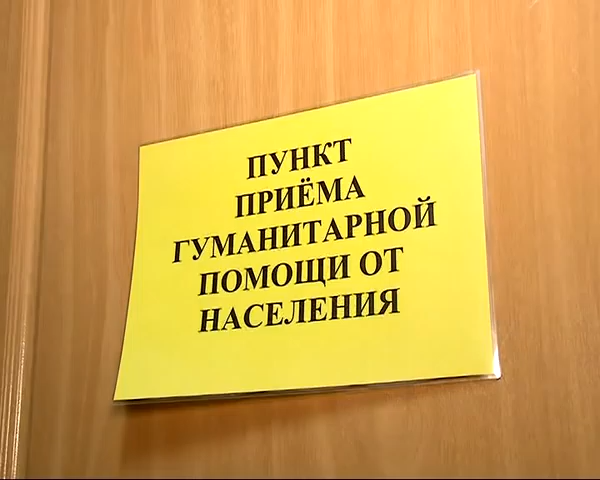 ПУНКТ
ПРИЁМА
ГУМАНИТАРНОЙ
ПОМОЩИ ОТ
НАСЕЛЕНИЯ